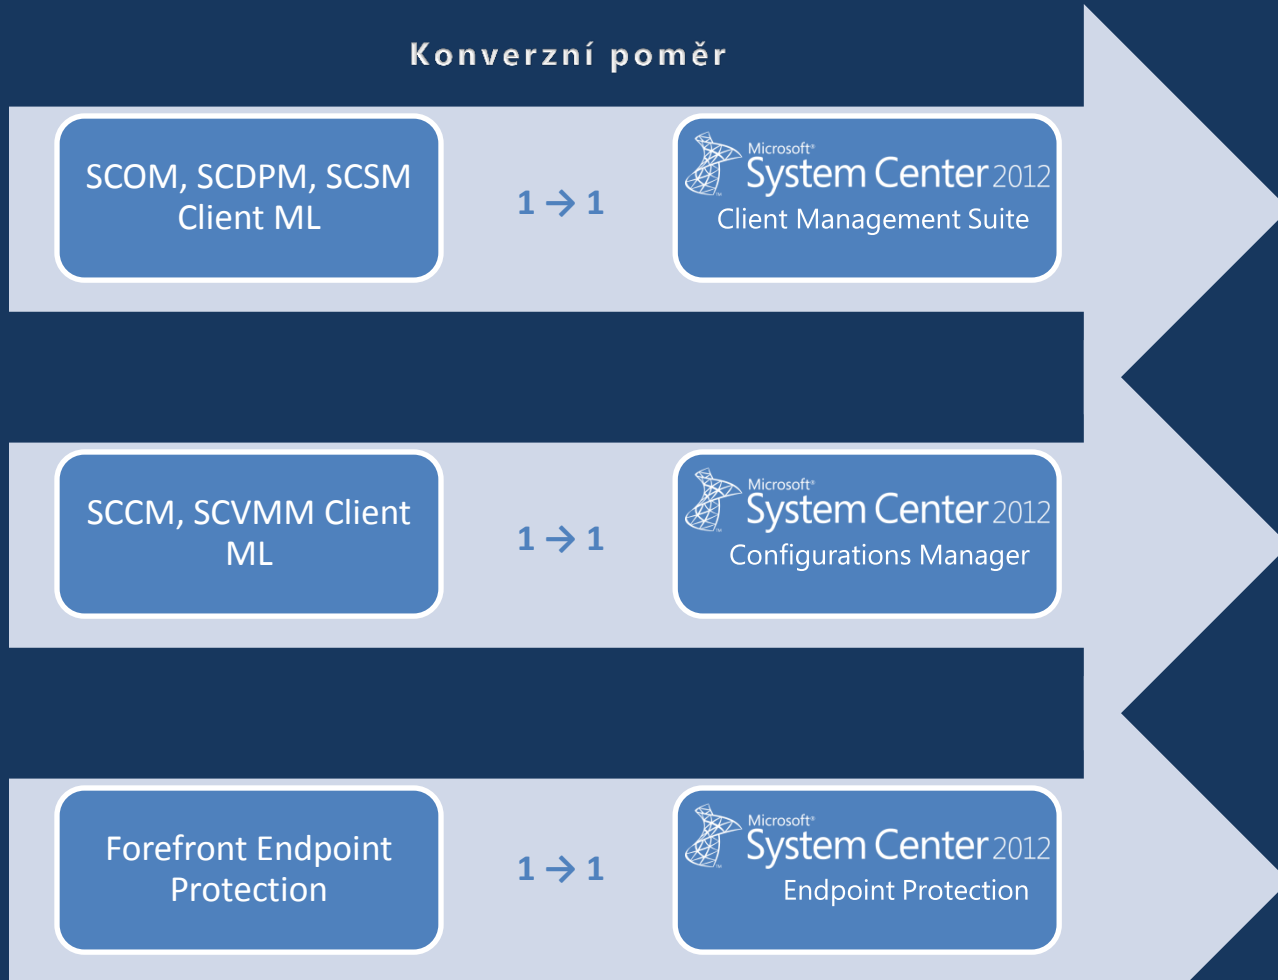 Konverzní poměr
SCOM, SCDPM, SCSM
Client ML
1 → 1
Microsoft®
System Center 2012
Client Management Suite
SCCM, SCVMM Client
ML
1 → 1
Microsoft®
System Center 2012
Configurations Manager
Forefront Endpoint
Protection
1 → 1
Microsoft®
System Center 2012
Endpoint Protection